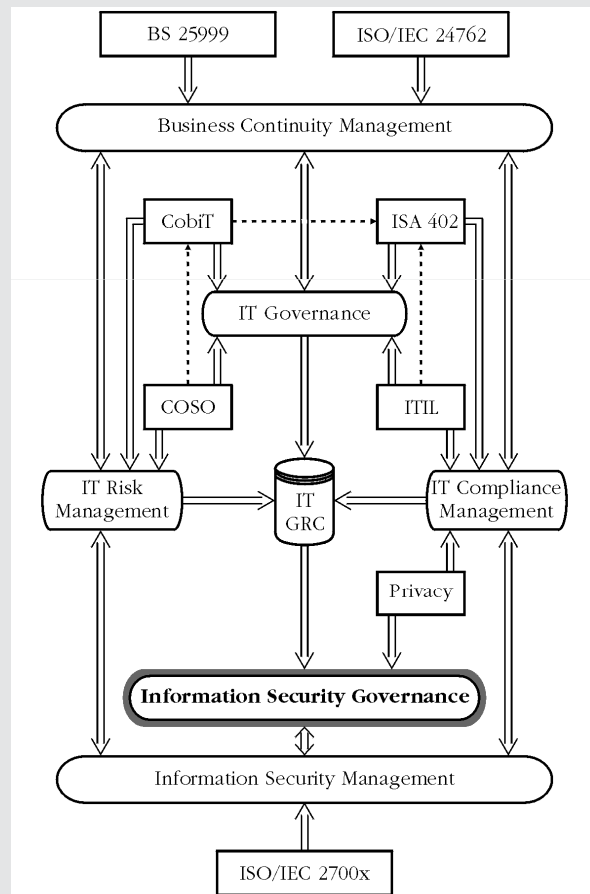 BS 25999
ISO/IEC 24762
Business Continuity Management
CobiT
ISA 402
IT Governance
COSO
ITIL
IT Risk
Management
IT
GRC
IT Compliance
Management
Privacy
Information Security Governance
Information Security Management
ISO/IEC 2700x